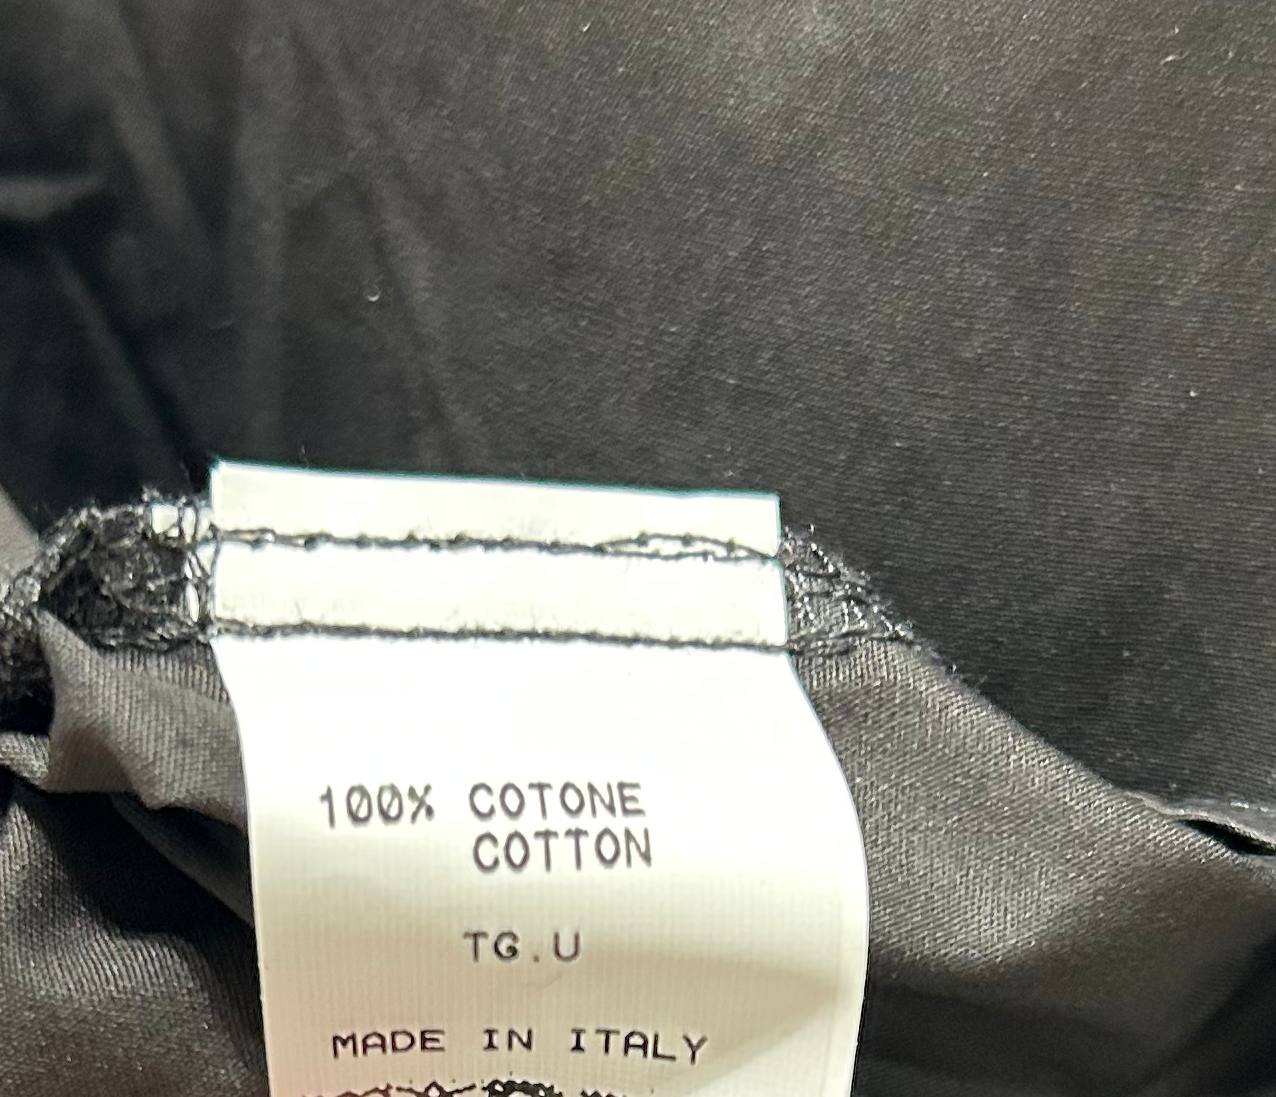 100% COTONE
COTTON
TG.U
MADE IN ITALY